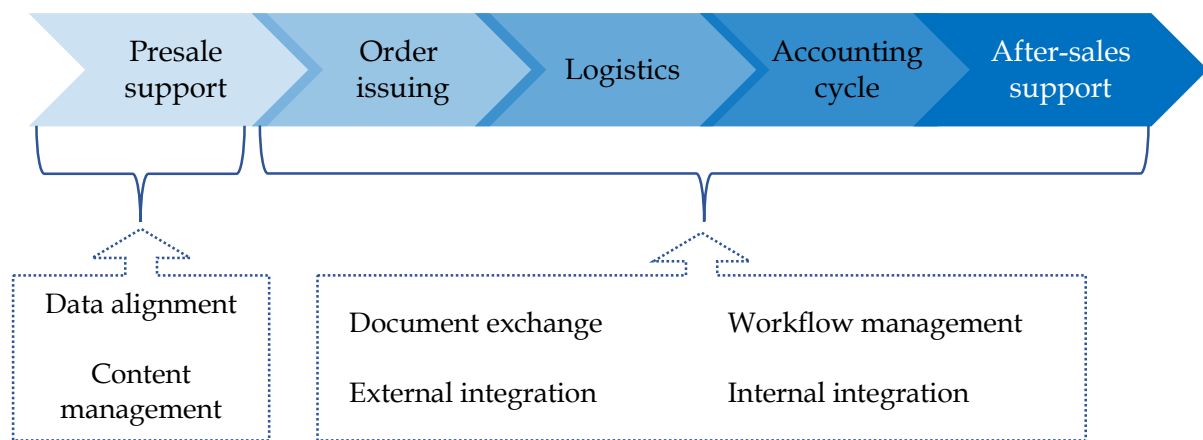 Presale
support
Order
issuing
Logistics
Accounting
cycle
After-sales
support
Data alignment
Content
management
Document exchange
Workflow management
External integration
Internal integration